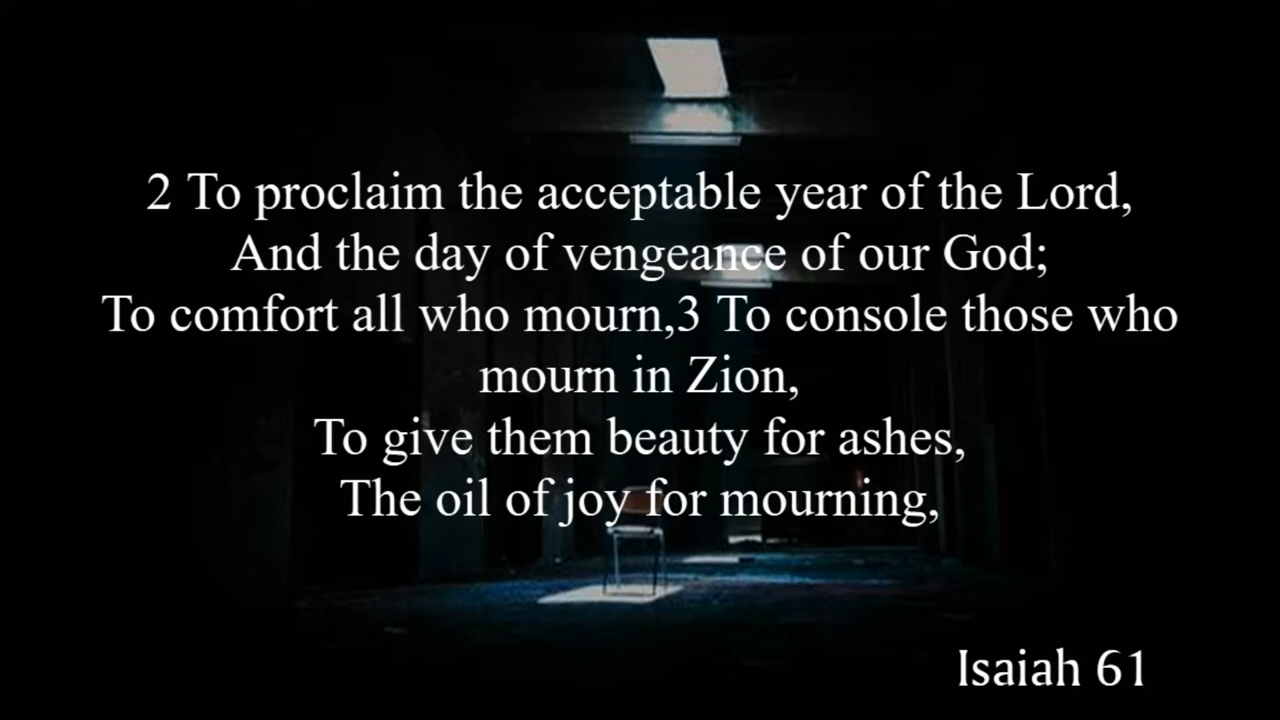 2 To proclaim the acceptable year of the Lord,
And the day of vengeance of our God;
To comfort all who mourn,3 To console those who
mourn in Zion,
To give them beauty for ashes,
The oil of joy for mourning,
Isaiah 61